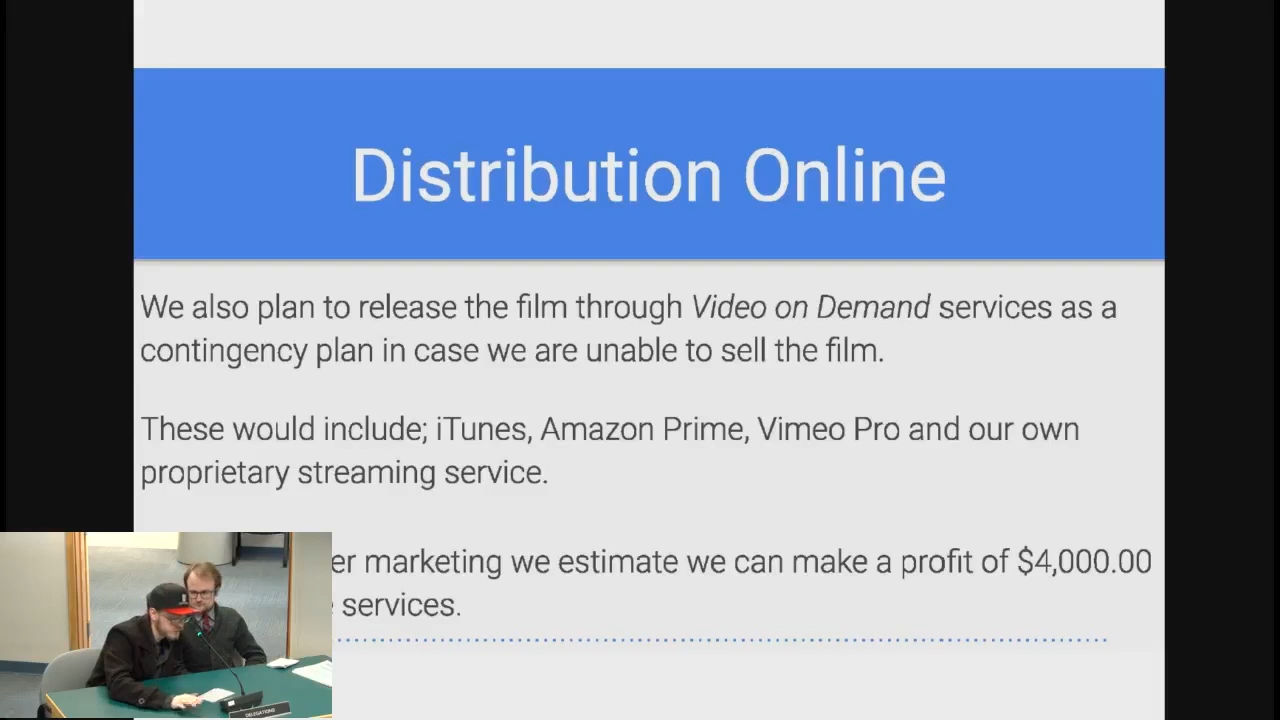 Distribution Online
We also plan to release the film through Video on Demand services as a
contingency plan in case we are unable to sell the film.
These would include; iTunes, Amazon Prime, Vimeo Pro and our own
proprietary streaming service.
er marketing we estimate we can make a profit of $4,000.00
services.
DELEGATIONS